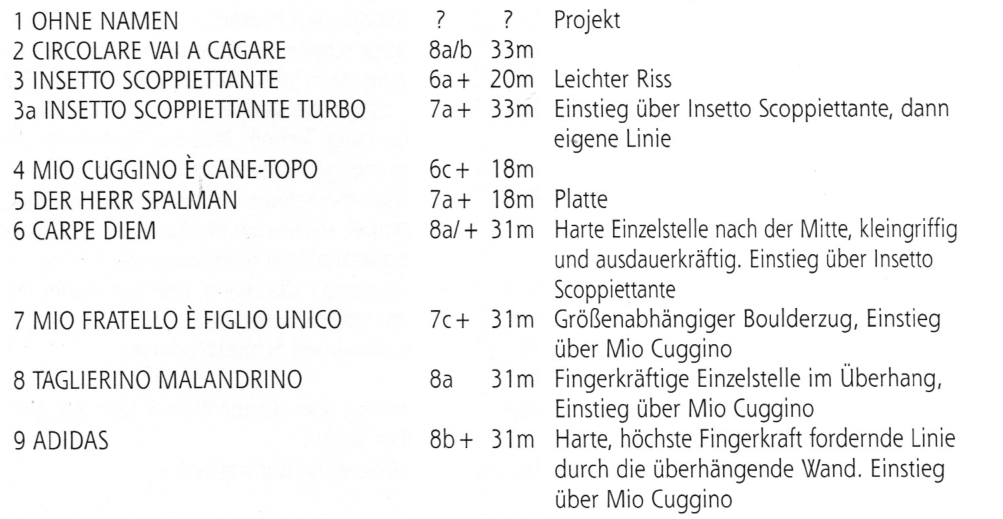 1 OHNE NAMEN ? ? Projekt
2 CIRCOLARE VAI A CAGARE 8a/b 33m
3 INSETTO SCOPPIETTANTE 6a+ 20m Leichter Riss
3a INSETTO SCOPPIETTANTE TURBO 7a+ 33m Einstieg über Insetto Scoppiettante, dann
eigene Linie
4 MIO CUGGINO È CANE-TOPO 6c+ 18m
5 DER HERR SPALMAN 7a+ 18m Platte
6 CARPE DIEM 8a/+ 31m Harte Einzelstelle nach der Mitte, kleingriffig
und ausdauerkräftig. Einstieg über Insetto
Scoppiettante
7 MIO FRATELLO È FIGLIO UNICO 7c+ 31m Größenabhängiger Boulderzug, Einstieg
über Mio Cuggino
8 TAGLIERINO MALANDRINO 8a 31m Fingerkräftige Einzelstelle im Überhang,
Einstieg über Mio Cuggino
9 ADIDAS 8b+ 31m Harte, höchste Fingerkraft fordernde Linie
durch die überhängende Wand. Einstieg
über Mio Cuggino